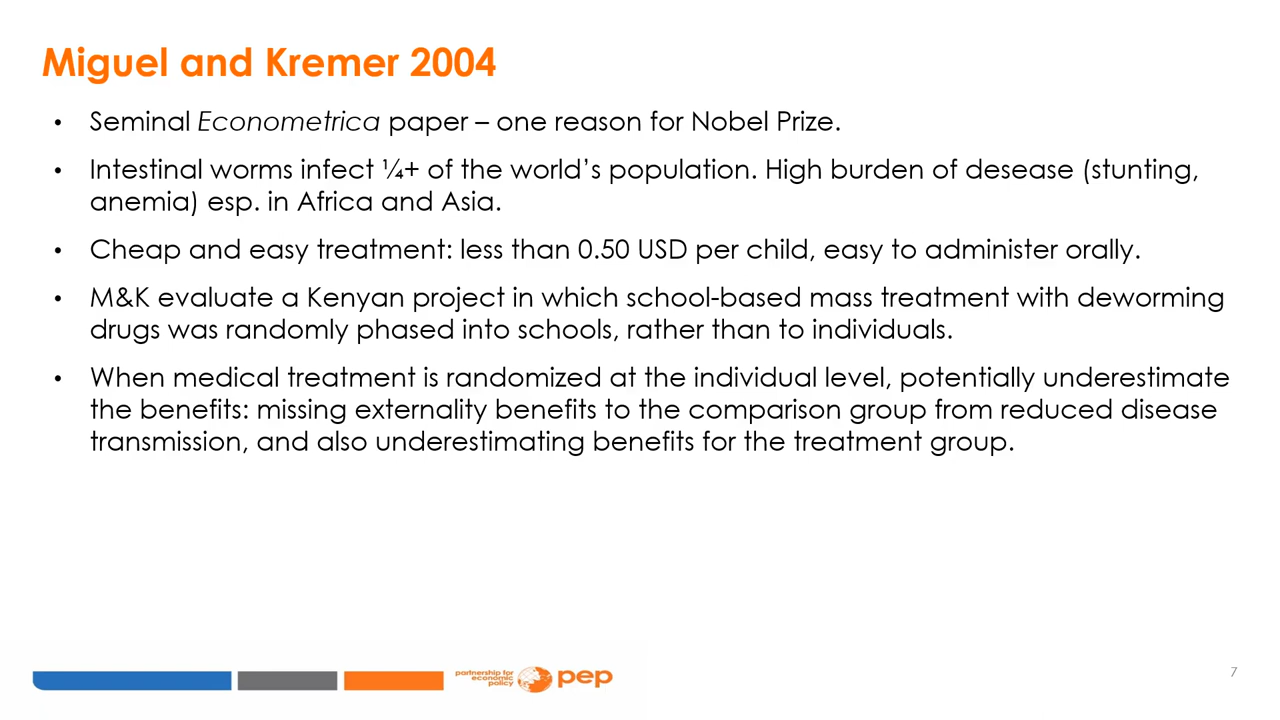 Miguel and Kremer 2004
• Seminal Econometrica paper – one reason for Nobel Prize.
• Intestinal worms infect ¼+ of the world’s population. High burden of desease (stunting,
anemia) esp. in Africa and Asia.
• Cheap and easy treatment: less than 0.50 USD per child, easy to administer orally.
• M&K evaluate a Kenyan project in which school-based mass treatment with deworming
drugs was randomly phased into schools, rather than to individuals.
• When medical treatment is randomized at the individual level, potentially underestimate
the benefits: missing externality benefits to the comparison group from reduced disease
transmission, and also underestimating benefits for the treatment group.
partnership for
economic
policy
pep
7